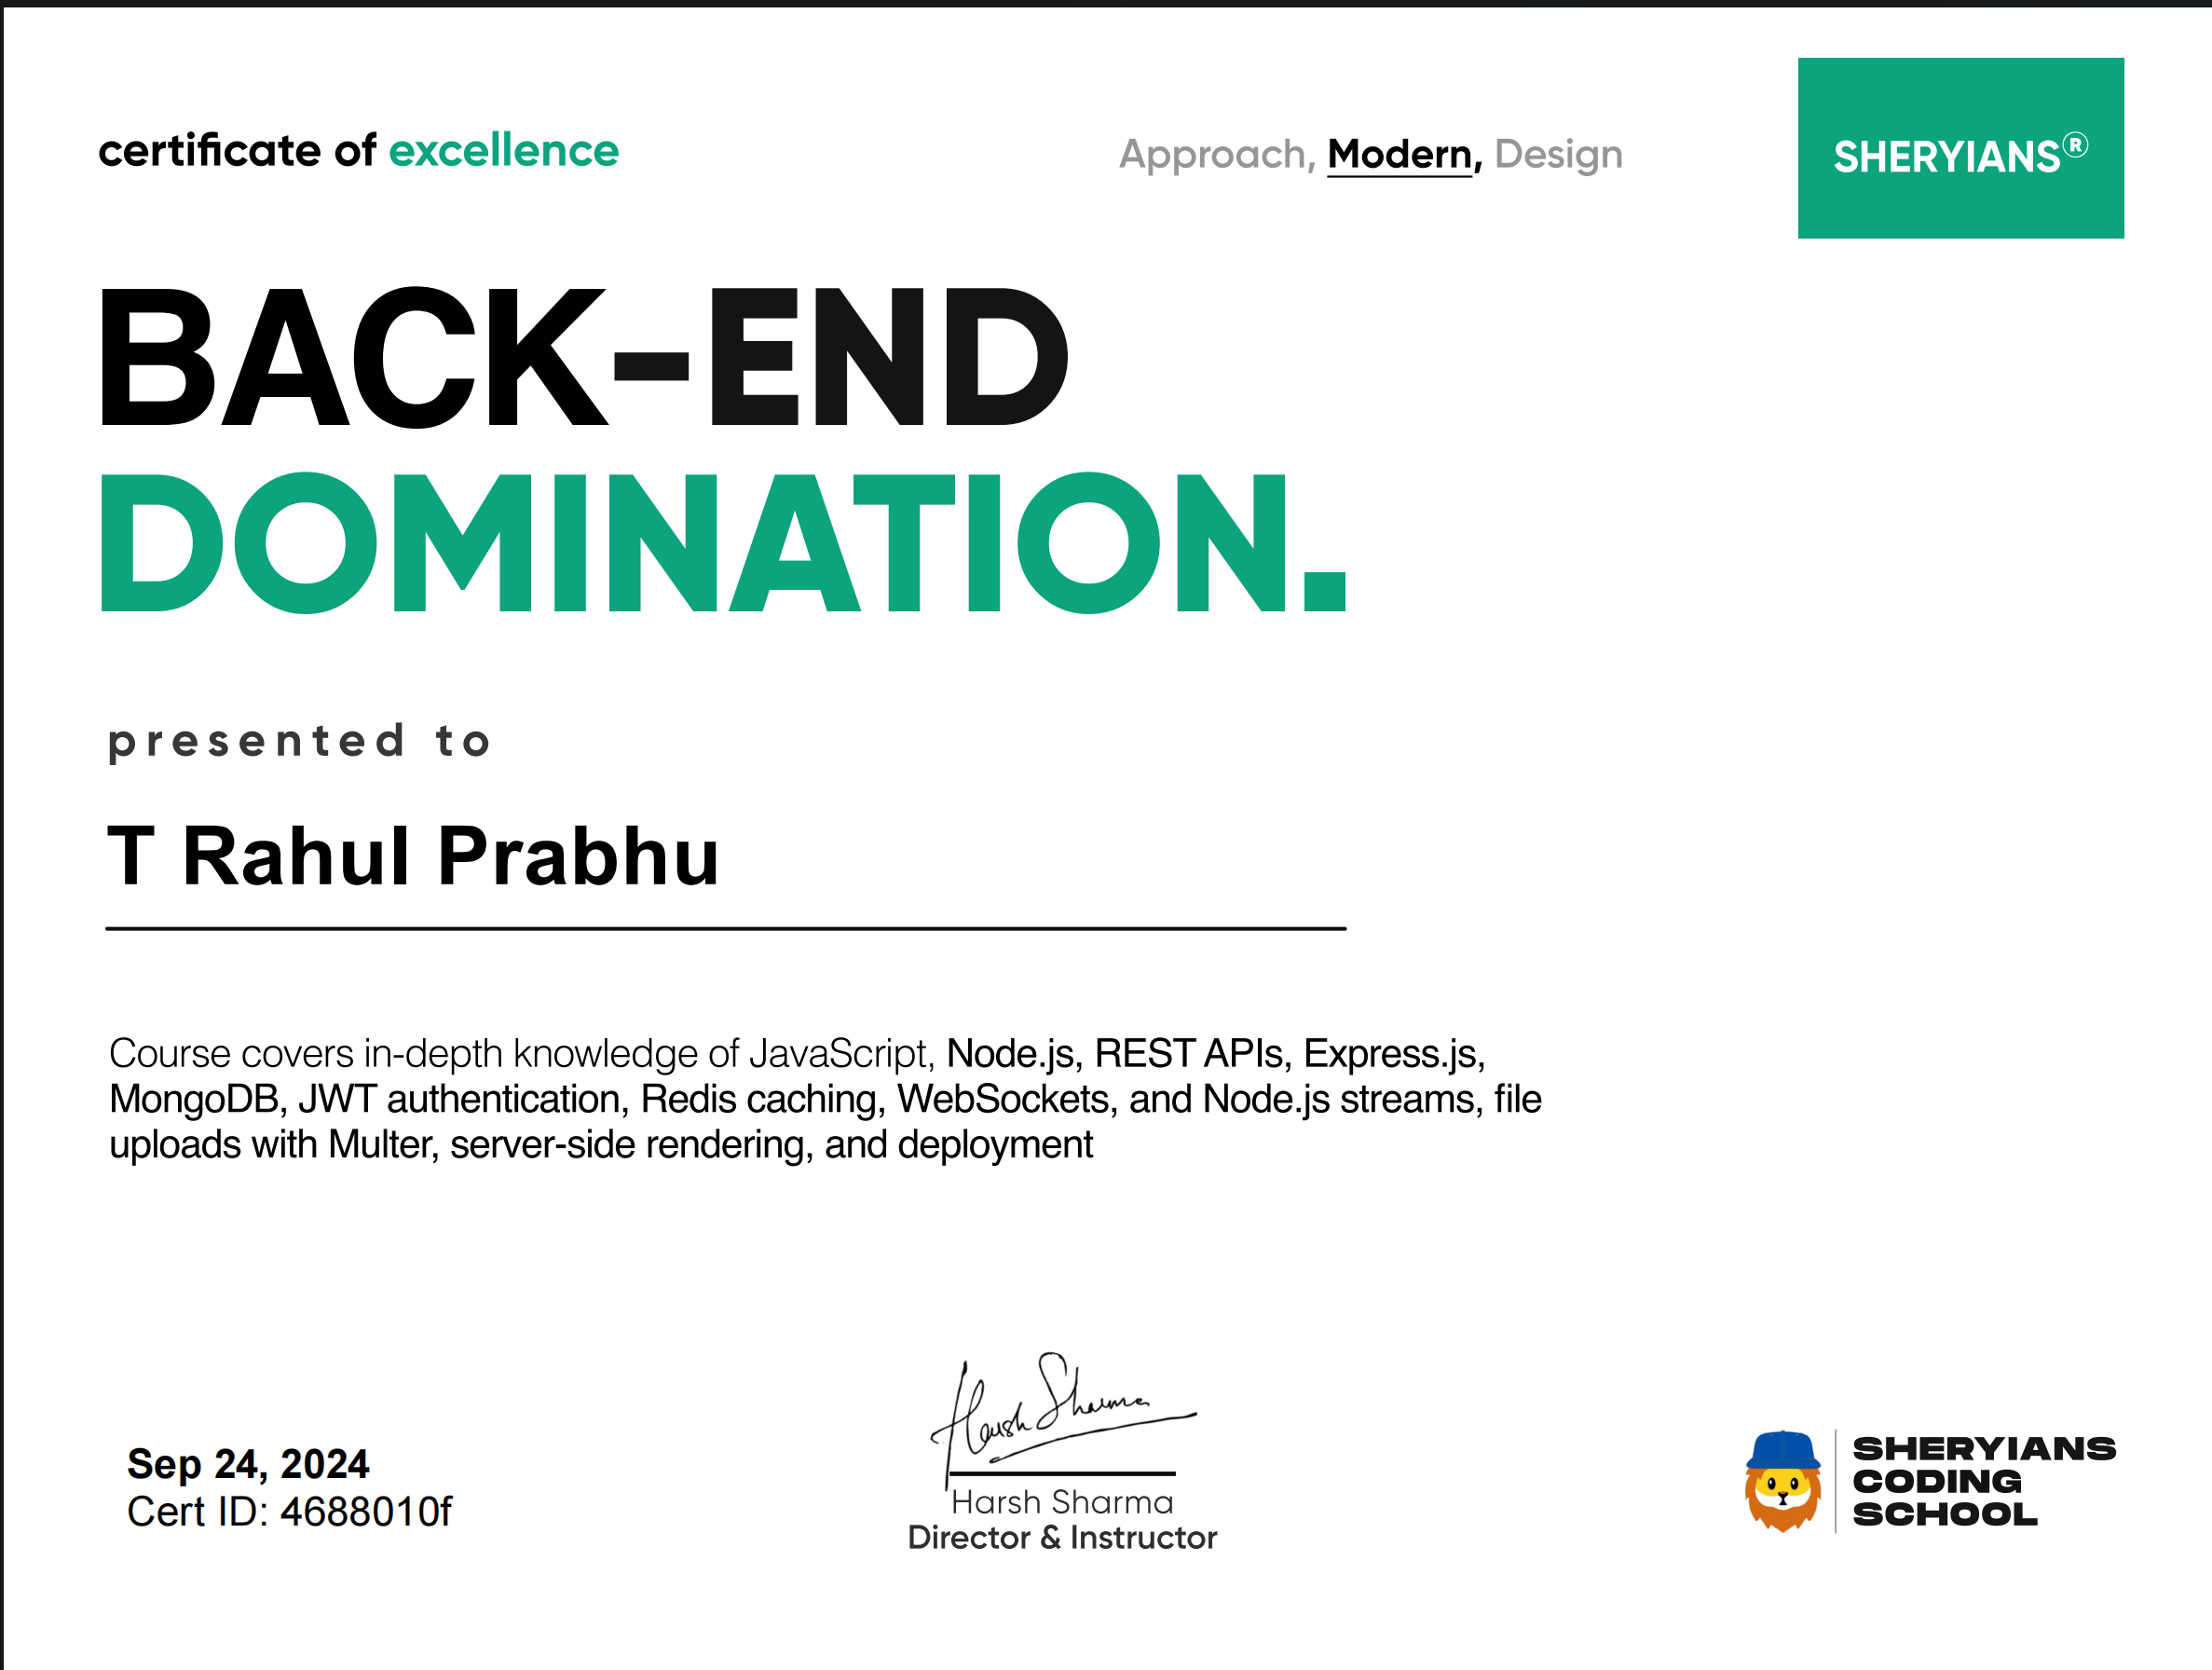 certificate of excellence
Approach, Modern, Design
SHERYIANS®
BACK-END
DOMINATION.
presented to
T Rahul Prabhu
Course covers in-depth knowledge of JavaScript, Node.js, REST APIs, Express.js,
MongoDB, JWT authentication, Redis caching, WebSockets, and Node.js streams, file
uploads with Multer, server-side rendering, and deployment
Sep 24, 2024
Cert ID: 4688010f
Harsh Sharma
Harsh Sharma
Director & Instructor
SHERYIANS
CODING
SCHOOL